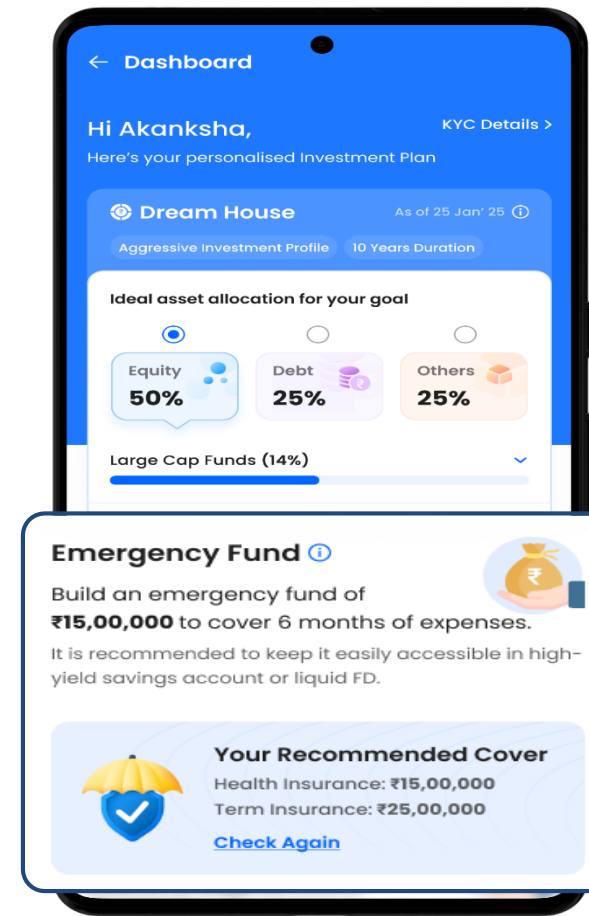 Dashboard
Hi Akanksha,
KYC Details >
Here's your personalised Investment Plan
Dream House
As of 25 Jan' 25
Aggressive Investment Profile
10 Years Duration
Ideal asset allocation for your goal
Equity
50%
Debt
25%
Others
25%
Large Cap Funds (14%)
Emergency Fund
Build an emergency fund of
₹15,00,000 to cover 6 months of expenses.
It is recommended to keep it easily accessible in high-
yield savings account or liquid FD.
Your Recommended Cover
Health Insurance: ₹15,00,000
Term Insurance: ₹25,00,000
Check Again